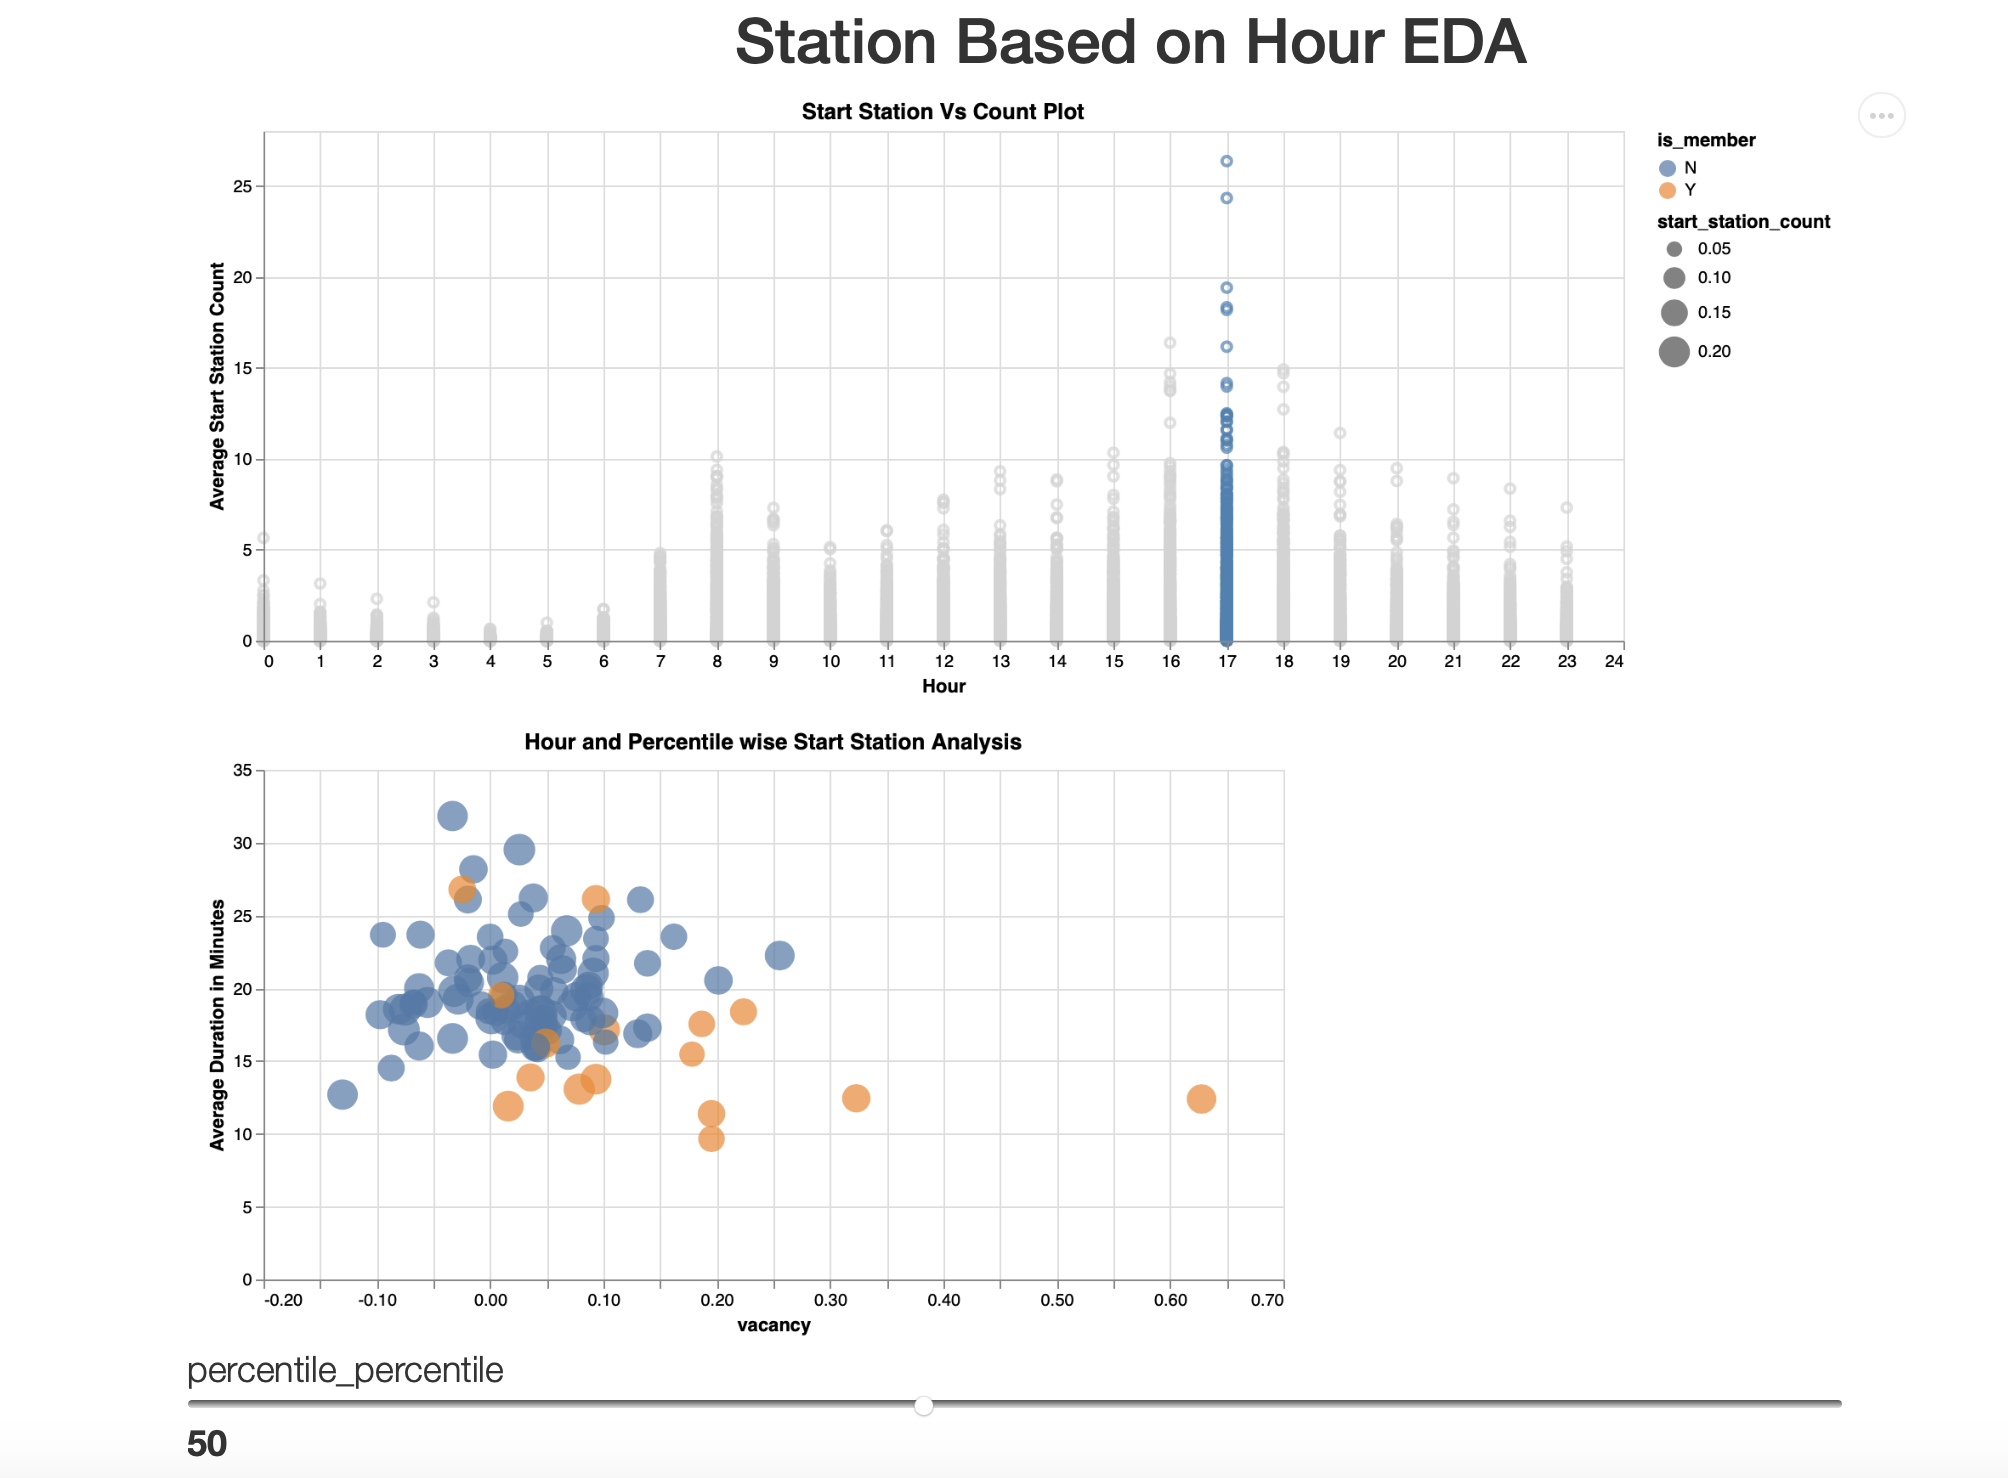 Station Based on Hour EDA
Start Station Vs Count Plot
is_member
N
Y
start_station_count
0.05
0.10
0.15
0.20
Average Start Station Count
25
20
15
10
5
0
0 1 2 3 4 5 6 7 8 9 10 11 12 13 14 15 16 17 18 19 20 21 22 23 24
Hour
Hour and Percentile wise Start Station Analysis
Average Duration in Minutes
35
30
25
20
15
10
5
0
-0.20 -0.10 0.00 0.10 0.20 0.30 0.40 0.50 0.60 0.70
vacancy
percentile_percentile
50